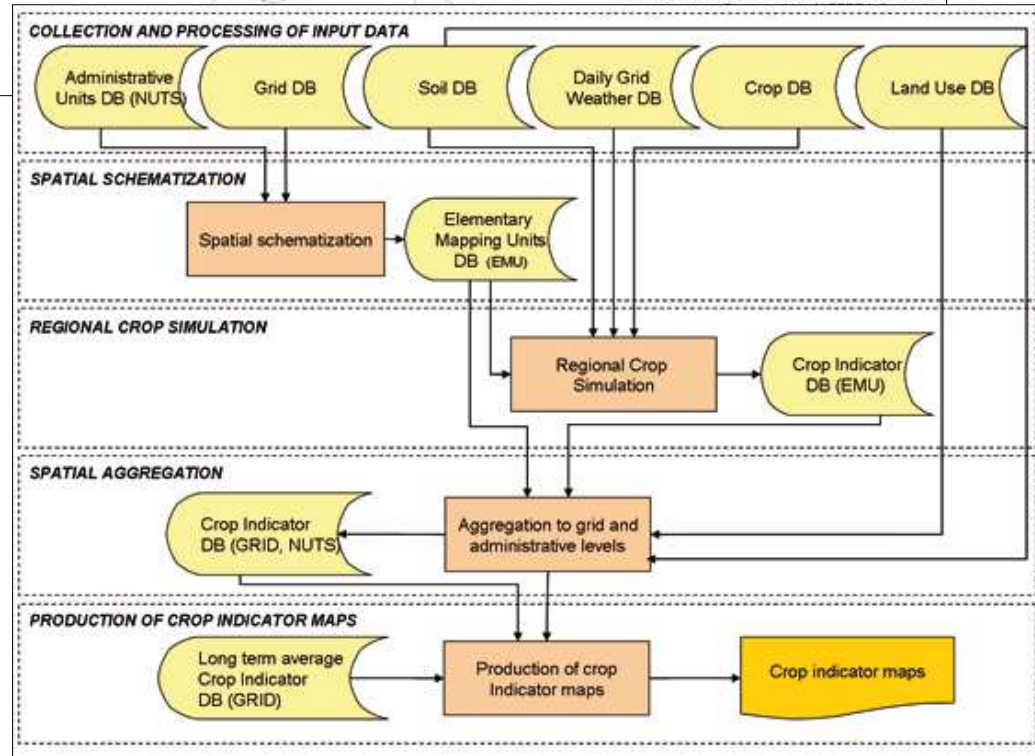 COLLECTION AND PROCESSING OF INPUT DATA
Administrative
Units DB (NUTS)
Grid DB
Soil DB
Daily Grid
Weather DB
Crop DB
Land Use DB
SPATIAL SCHEMATIZATION
Spatial schematization
Elementary
Mapping Units
DB (EMU)
REGIONAL CROP SIMULATION
Regional Crop
Simulation
Crop Indicator
DB (EMU)
SPATIAL AGGREGATION
Crop Indicator
DB (GRID, NUTS)
Aggregation to grid and
administrative levels
PRODUCTION OF CROP INDICATOR MAPS
Long term average
Crop Indicator
DB (GRID)
Production of crop
Indicator maps
Crop indicator maps